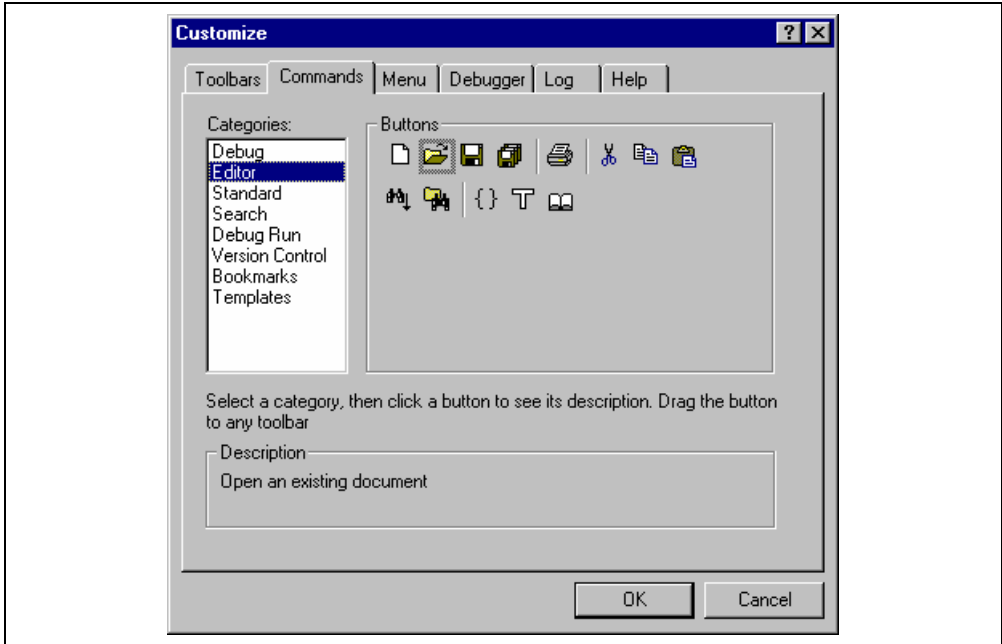 Customize
Toolbars Commands Menu Debugger Log Help
Categories:
Buttons
Debug
Editor
Standard
Search
Debug Run
Version Control
Bookmarks
Templates
{ } T
Select a category, then click a button to see its description. Drag the button
to any toolbar
Description
Open an existing document
OK Cancel